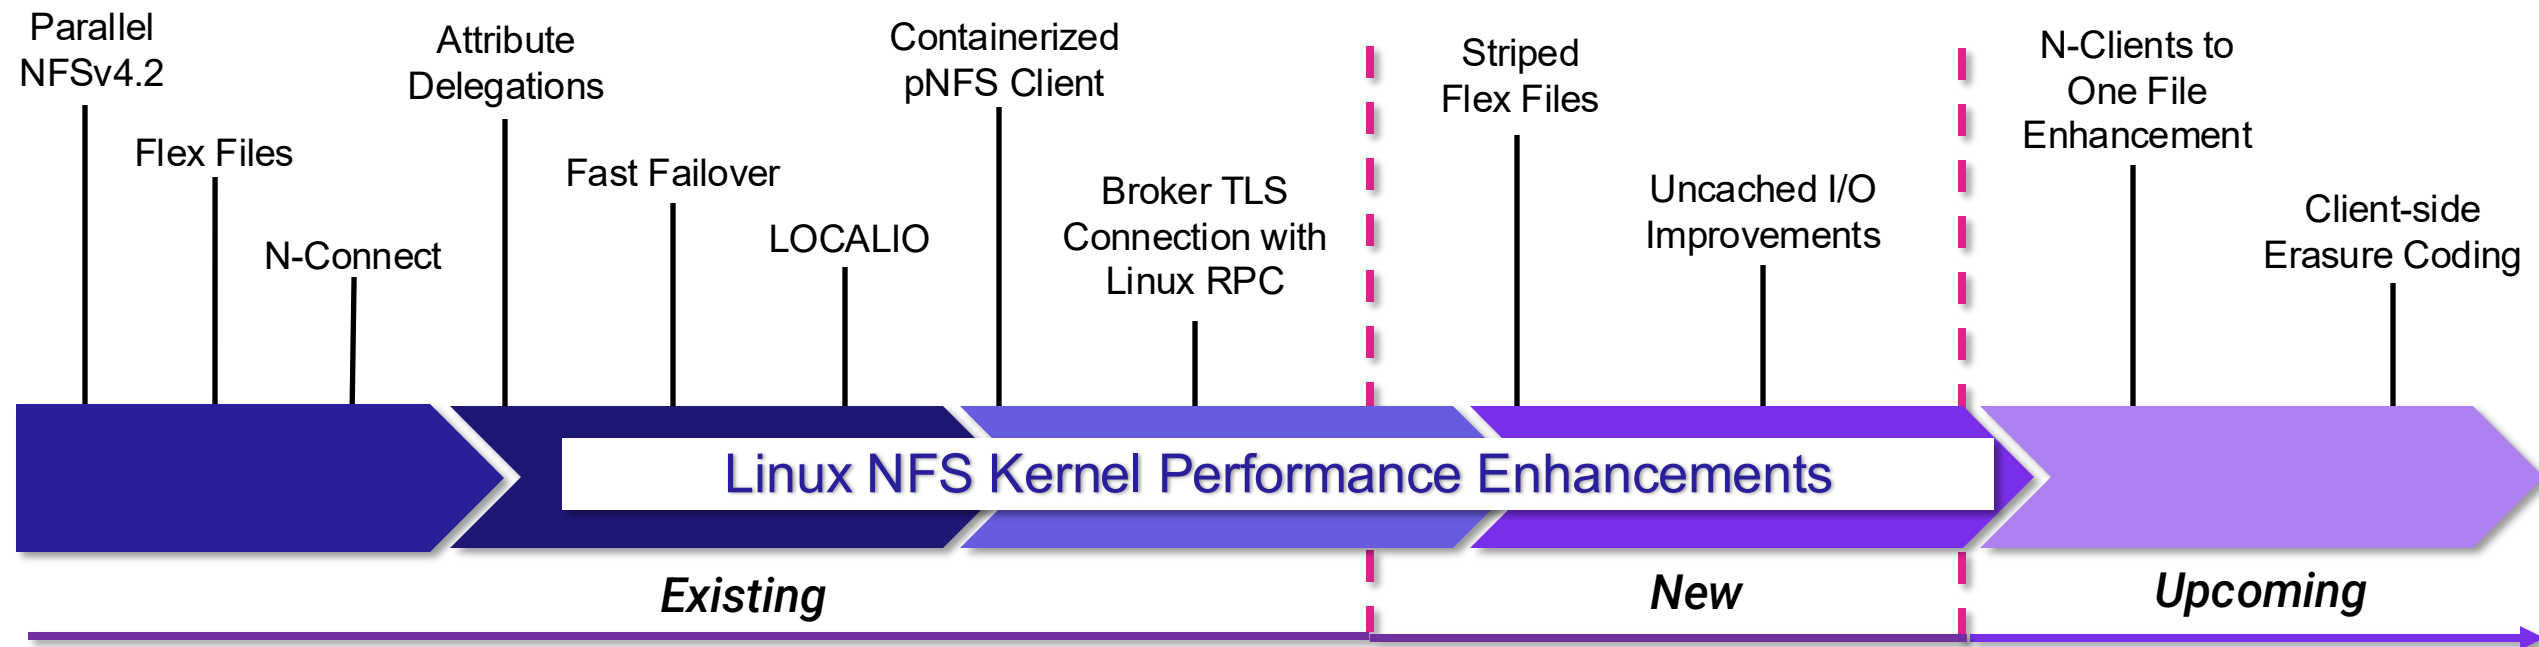 Parallel
NFSv4.2
Flex Files
N-Connect
Attribute
Delegations
Fast Failover
LOCALIO
Containerized
pNFS Client
Broker TLS
Connection with
Linux RPC
Striped
Flex Files
Uncached I/O
Improvements
N-Clients to
One File
Enhancement
Client-side
Erasure Coding
Linux NFS Kernel Performance Enhancements
Existing
New
Upcoming